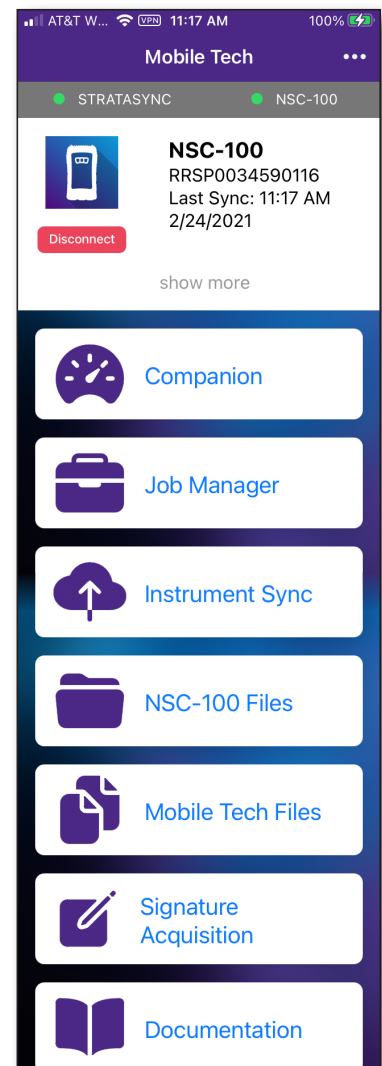 AT&T W... VPN 11:17 AM 100%
Mobile Tech
STRATASYNC NSC-100
NSC-100
RRSP0034590116
Last Sync: 11:17 AM
2/24/2021
Disconnect
show more
Companion
Job Manager
Instrument Sync
NSC-100 Files
Mobile Tech Files
Signature
Acquisition
Documentation